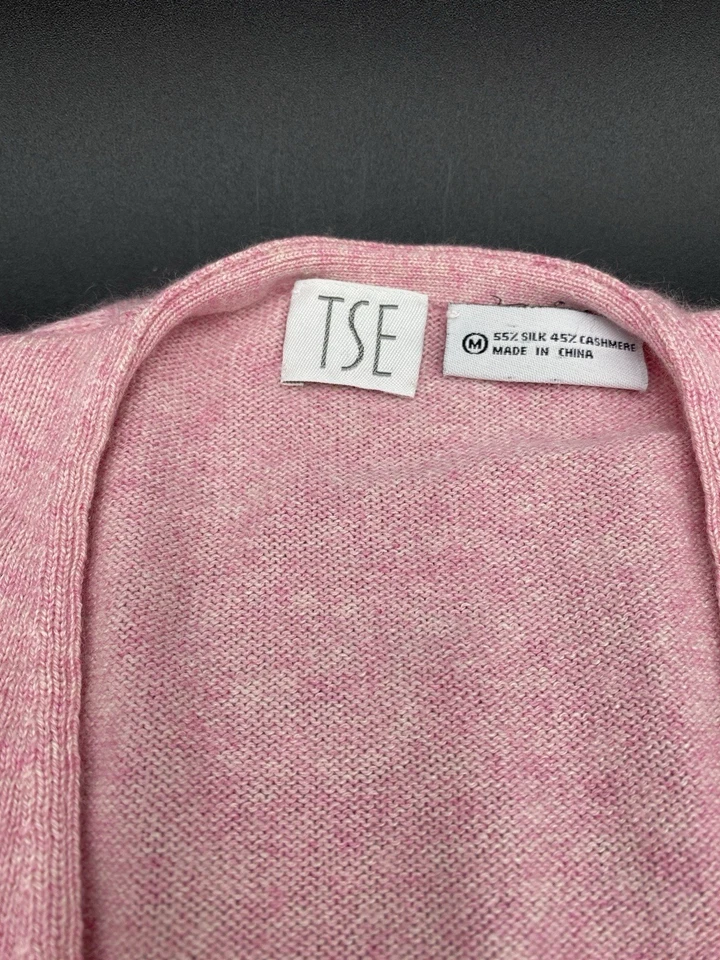 TSE
M 55% SILK 45% CASHMERE
MADE IN CHINA